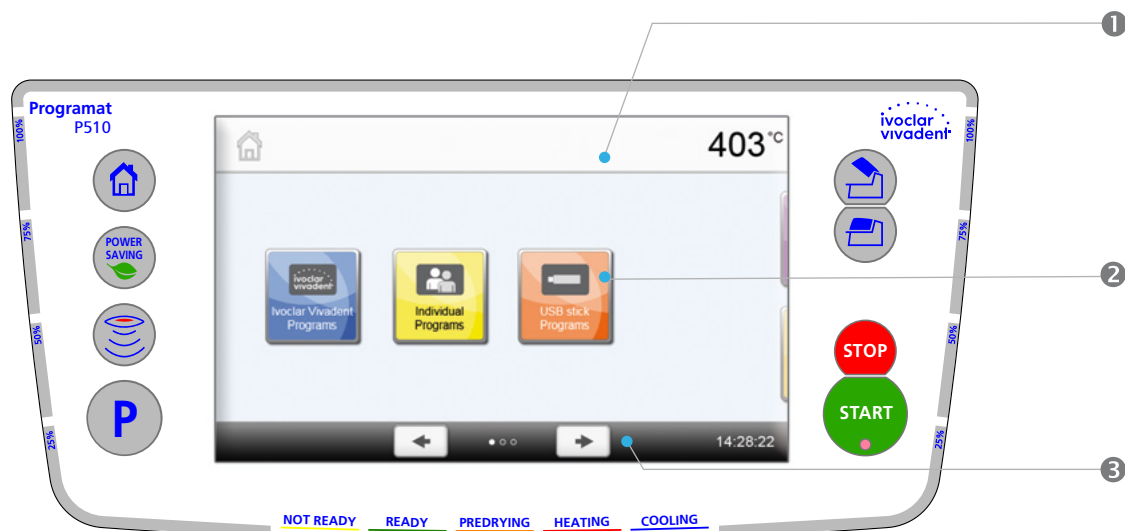 1
Programat
P510
ivoclar
vivadent
100%
100%
403 °C
75%
75%
POWER
SAVING
2
ivoclar
vivadent
Ivoclar Vivadent
Programs
Individual
Programs
USB stick
Programs
50%
50%
STOP
P
START
25%
25%
14:28:22
3
NOT READY
READY
PREDRYING
HEATING
COOLING